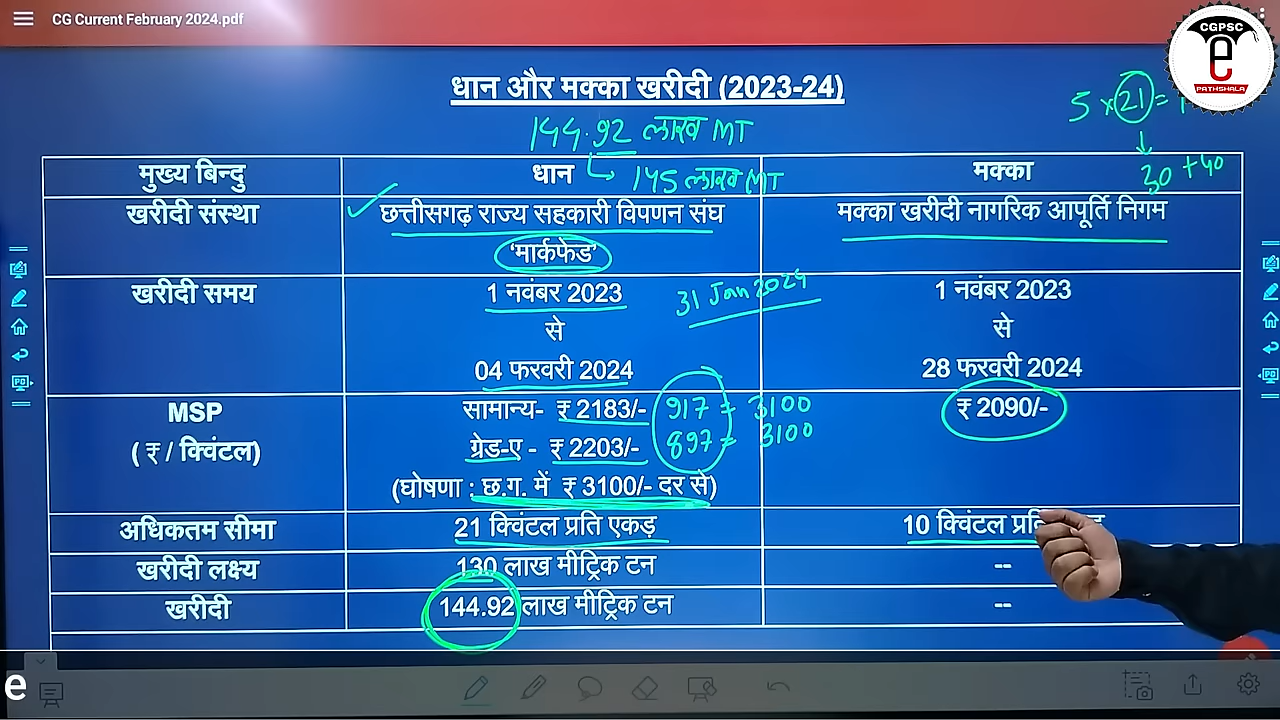 CG Current February 2024.pdf
CGPSC
e
PATHSHALA
धान और मक्का खरीदी (2023-24)
5 × 21 =
144.92 लाख MT
145 लाख MT
30 +40
मुख्य बिन्दु धान मक्का
खरीदी संस्था छत्तीसगढ़ राज्य सहकारी विपणन संघ मक्का खरीदी नागरिक आपूर्ति निगम
‘मार्कफेड’
खरीदी समय 1 नवंबर 2023 31 Jan 2024 1 नवंबर 2023
से से
04 फरवरी 2024 28 फरवरी 2024
MSP सामान्य- ₹ 2183/- 917 = 3100 ₹ 2090/-
( ₹ / क्विंटल) ग्रेड-ए - ₹ 2203/- 897 = 3100
(घोषणा : छ.ग. में ₹ 3100/- दर से)
अधिकतम सीमा 21 क्विंटल प्रति एकड़ 10 क्विंटल
खरीदी लक्ष्य 130 लाख मीट्रिक टन --
खरीदी 144.92 लाख मीट्रिक टन --
e